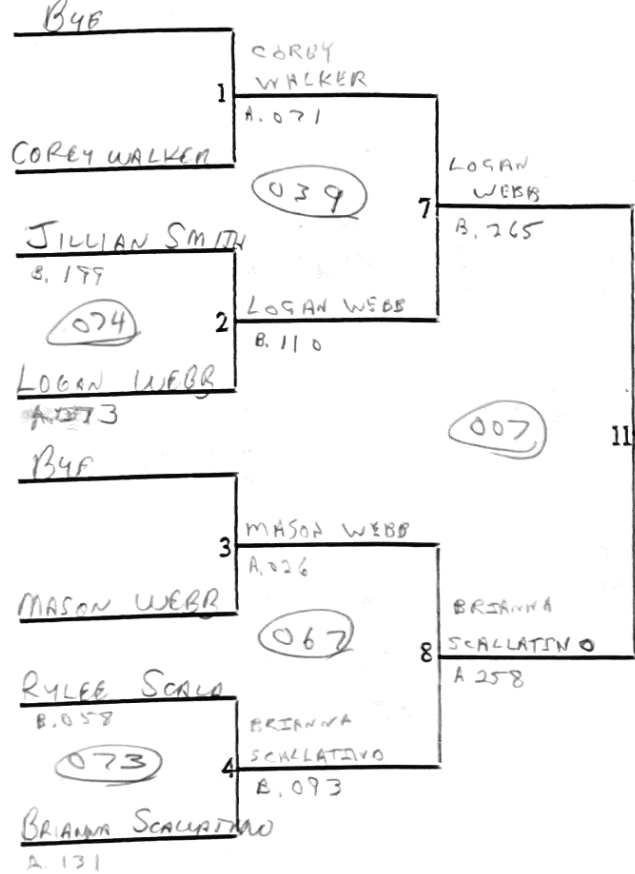 BYE
COREY
WALKER
1
A. 071
COREY WALKER
039
LOGAN
WEBB
7
B. 265
JILLIAN SMITH
B. 199
074
2
LOGAN WEBB
B. 110
LOGAN WEBB
007
11
BYE
MASON WEBB
3
A. 026
MASON WEBB
067
BRIANNA
SCALLATINO
8
A 258
RYLEE SCALA
B. 058
BRIANNA
SCALLATINO
073
4
B. 093
BRIANNA SCALLATINO
A. 131